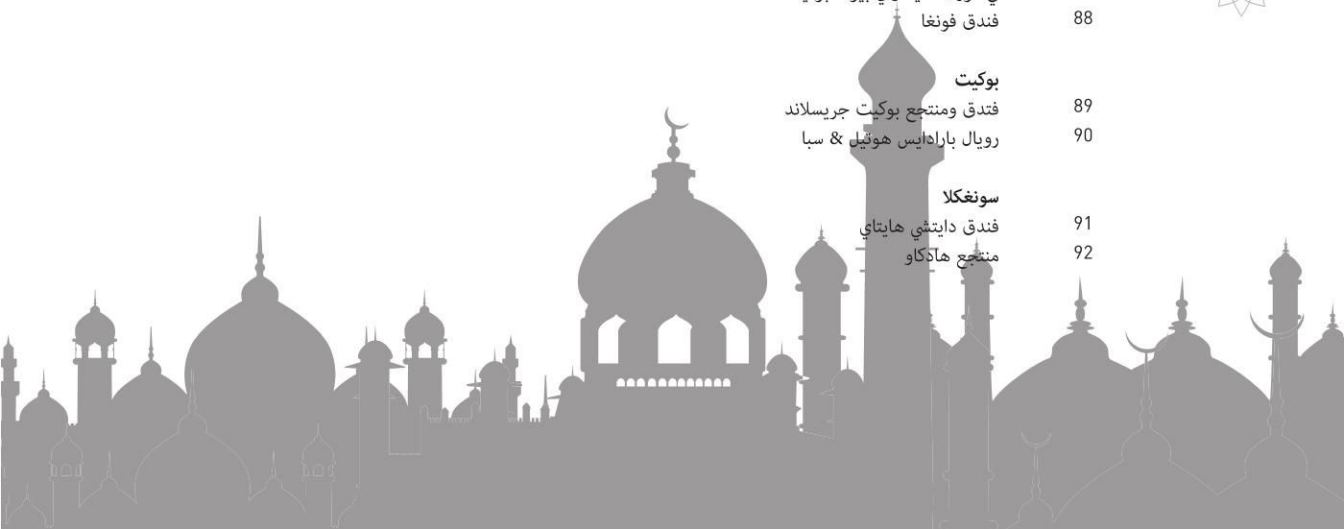 فندق فونغا 88
بوكيت
فتدق ومنتجع بوكيت جريسلاند 89
رويال بارادايس هوتيل & سبا 90
سونغكلا
فندق دايتشي هايتاي 91
منتجع هادكاو 92